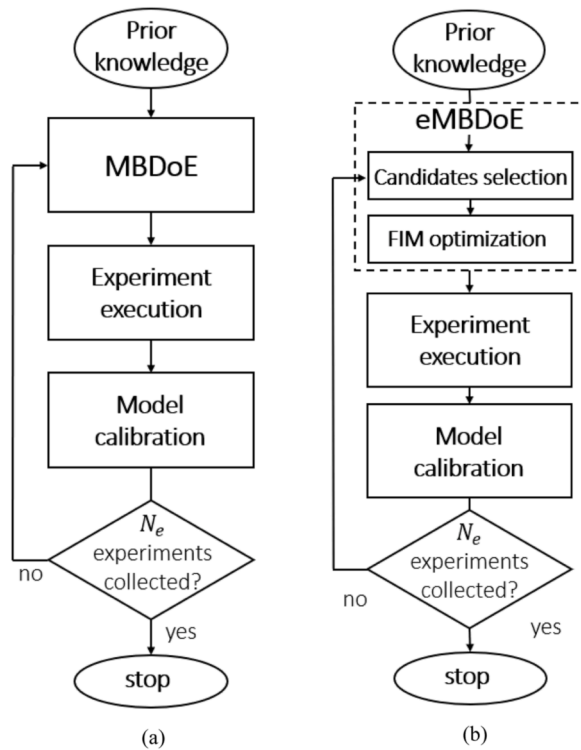 Prior
knowledge
MBDoE
Experiment
execution
Model
calibration
N_e
experiments
collected?
no
yes
stop
(a)
Prior
knowledge
eMBDoE
Candidates selection
FIM optimization
Experiment
execution
Model
calibration
N_e
experiments
collected?
no
yes
stop
(b)